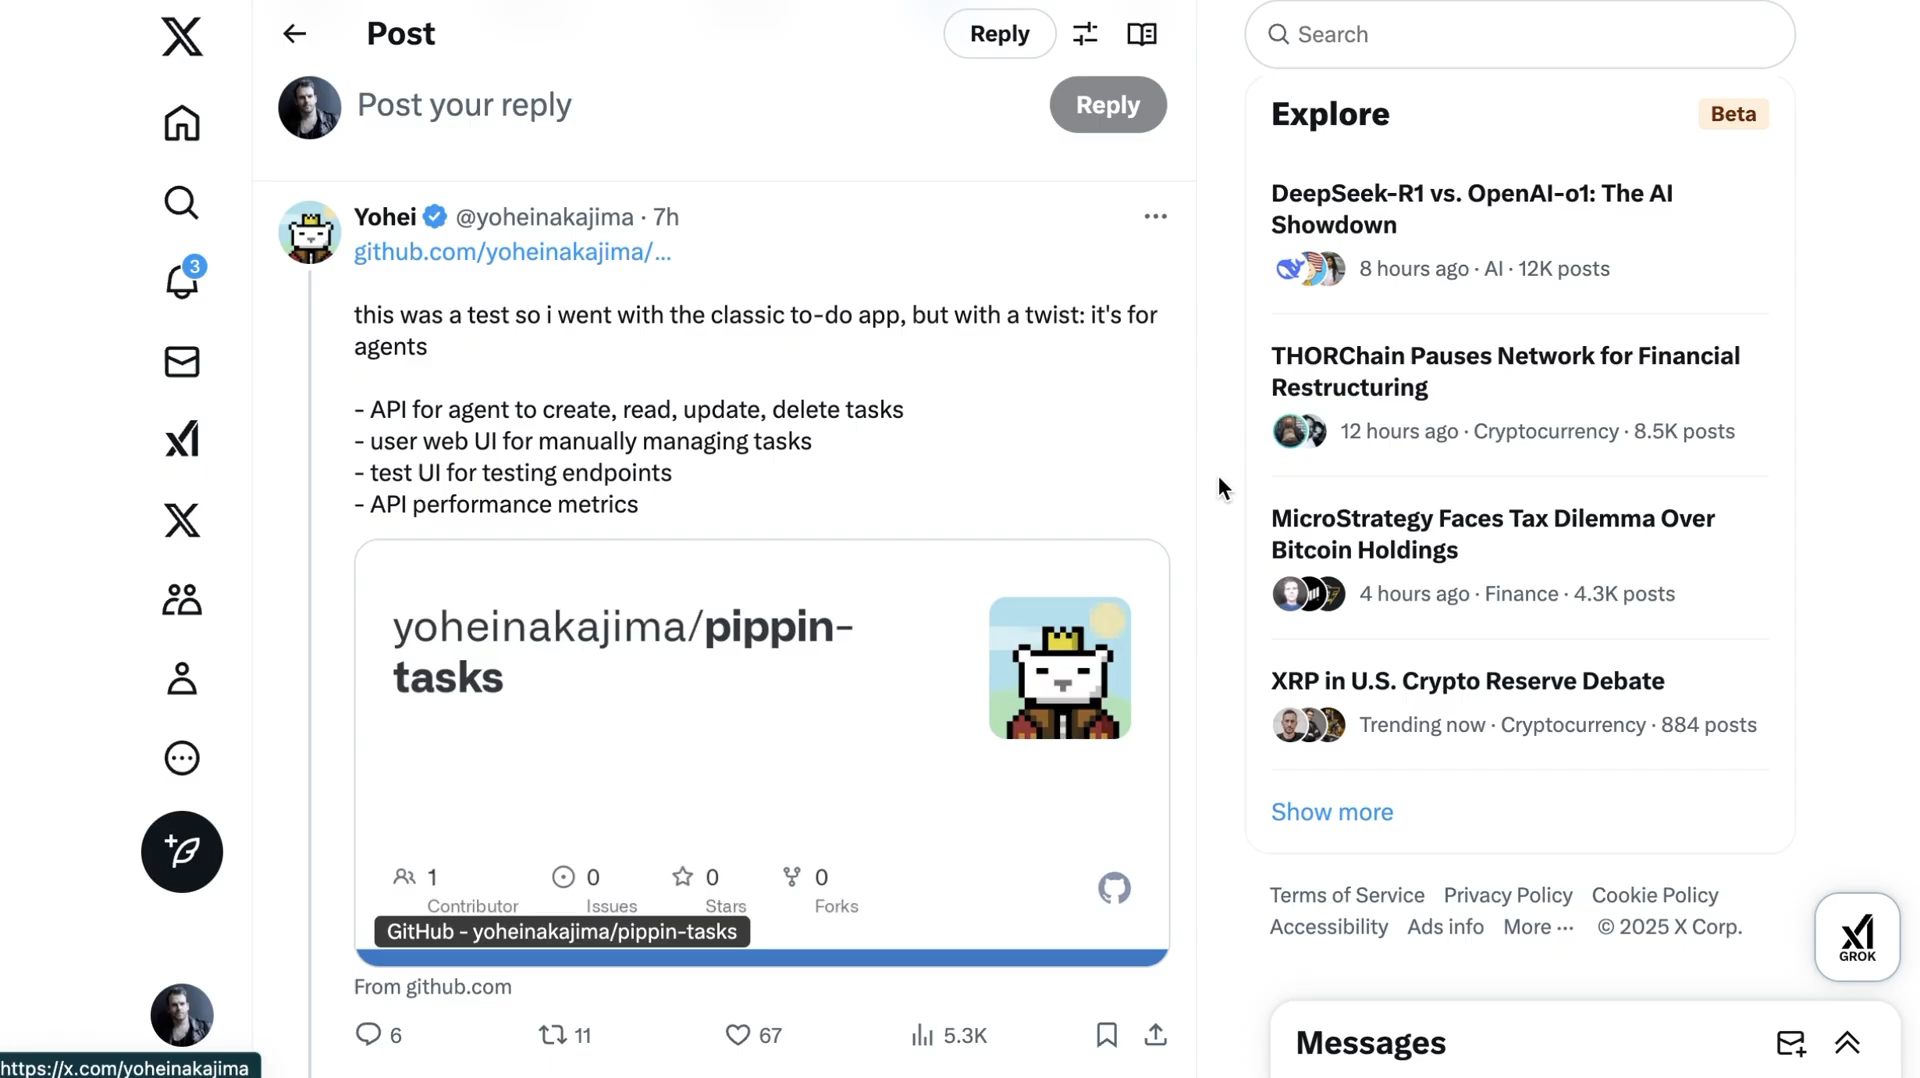 Post
Reply
Post your reply
Reply
Yohei @yoheinakajima · 7h
github.com/yoheinakajima/...
this was a test so i went with the classic to-do app, but with a twist: it's for
agents
- API for agent to create, read, update, delete tasks
- user web UI for manually managing tasks
- test UI for testing endpoints
- API performance metrics
yoheinakajima/pippin-
tasks
1
Contributor
0
Issues
0
Stars
0
Forks
GitHub - yoheinakajima/pippin-tasks
From github.com
6
11
67
5.3K
3
https://x.com/yoheinakajima
Search
Explore
Beta
DeepSeek-R1 vs. OpenAI-o1: The AI
Showdown
8 hours ago · AI · 12K posts
THORChain Pauses Network for Financial
Restructuring
12 hours ago · Cryptocurrency · 8.5K posts
MicroStrategy Faces Tax Dilemma Over
Bitcoin Holdings
4 hours ago · Finance · 4.3K posts
XRP in U.S. Crypto Reserve Debate
Trending now · Cryptocurrency · 884 posts
Show more
Terms of Service Privacy Policy Cookie Policy
Accessibility Ads info More ··· © 2025 X Corp.
GROK
Messages